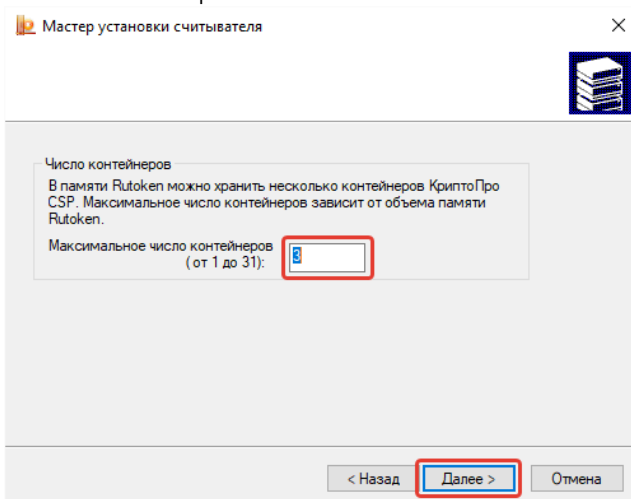 Мастер установки считывателя
Число контейнеров
В памяти Rutoken можно хранить несколько контейнеров КриптоПро
CSP. Максимальное число контейнеров зависит от объема памяти
Rutoken.
Максимальное число контейнеров
( от 1 до 31):
3
< Назад
Далее >
Отмена